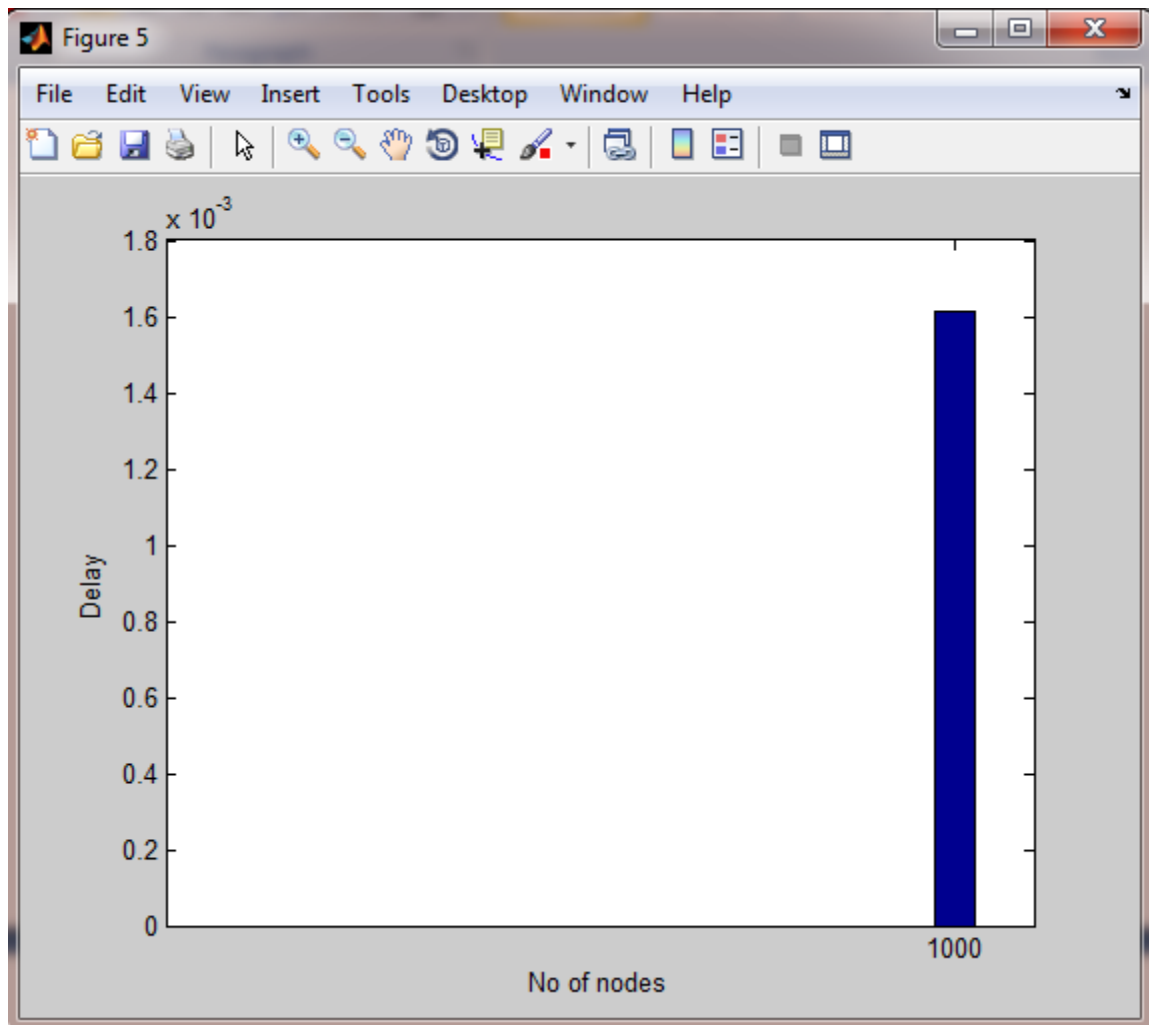 Figure 5
File Edit View Insert Tools Desktop Window Help
x 10-3
1.8
1.6
1.4
1.2
1
0.8
0.6
0.4
0.2
0
Delay
1000
No of nodes